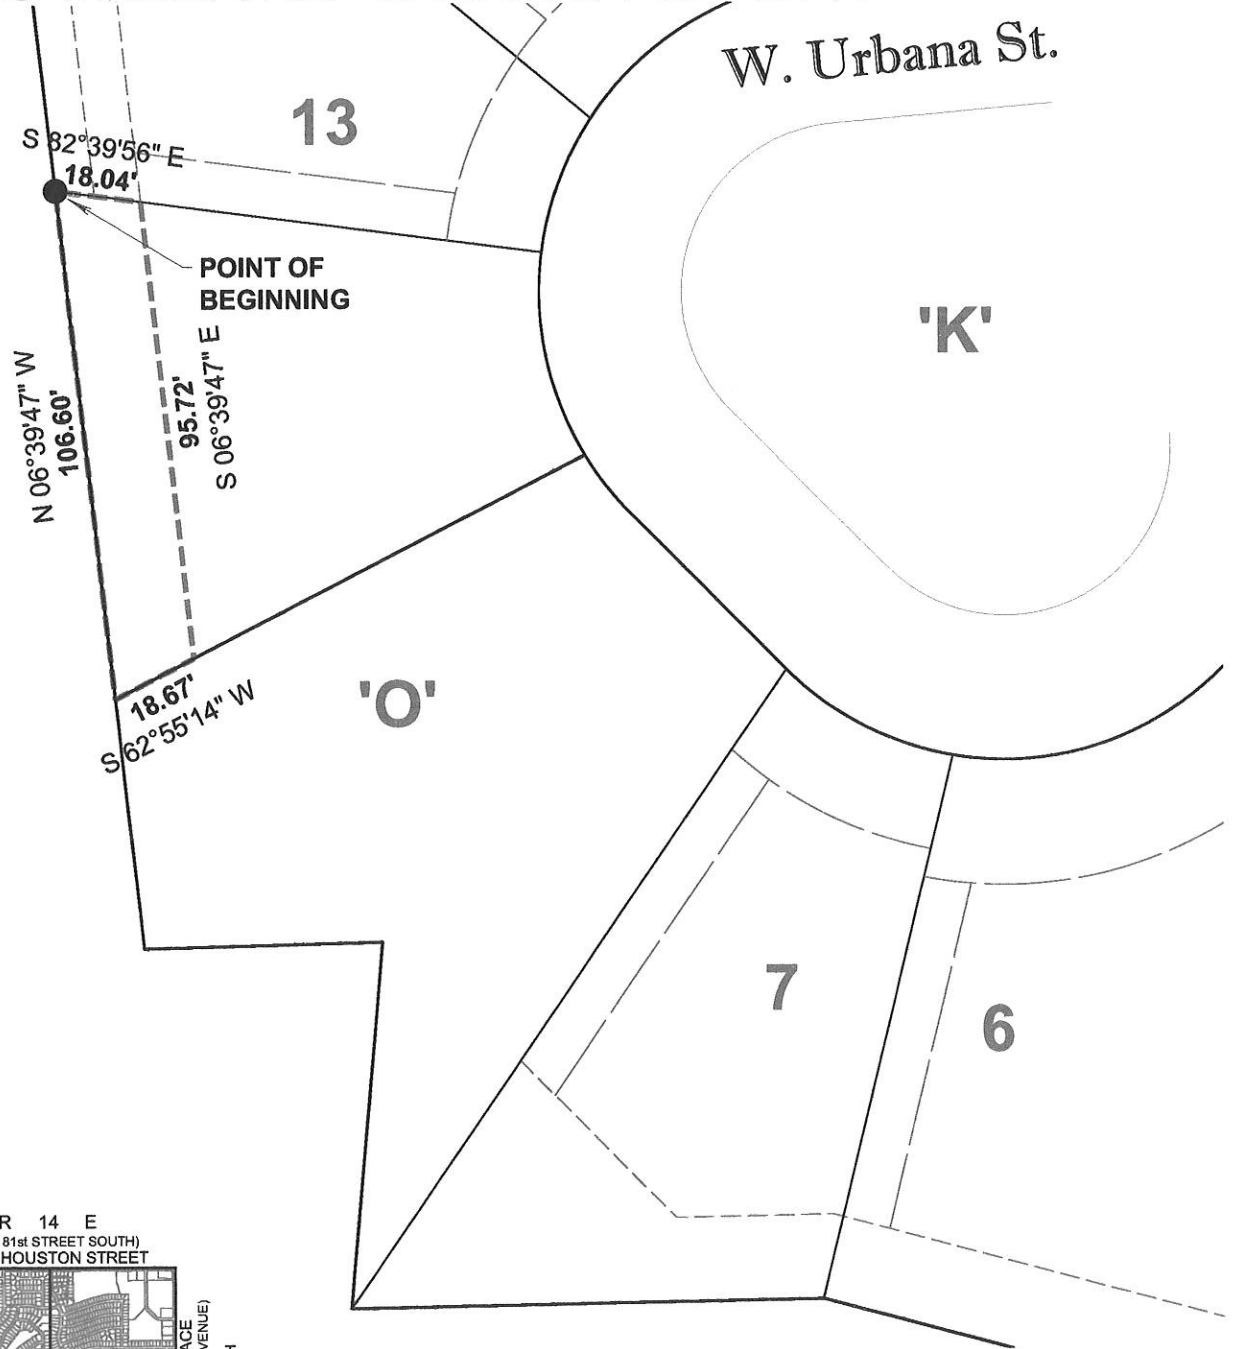 W. Urbana St.
13
S 82°39'56" E
18.04'
POINT OF
BEGINNING
'K'
N 06°39'47" W
106.60'
95.72'
S 06°39'47" E
18.67'
S 62°55'14" W
'O'
7
6
R 14 E
81st STREET SOUTH)
HOUSTON STREET